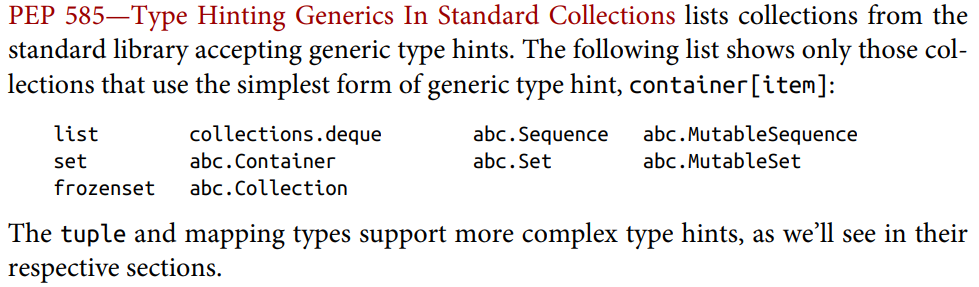 PEP 585—Type Hinting Generics In Standard Collections lists collections from the
standard library accepting generic type hints. The following list shows only those col-
lections that use the simplest form of generic type hint, container[item]:
list collections.deque abc.Sequence abc.MutableSequence
set abc.Container abc.Set abc.MutableSet
frozenset abc.Collection
The tuple and mapping types support more complex type hints, as we’ll see in their
respective sections.